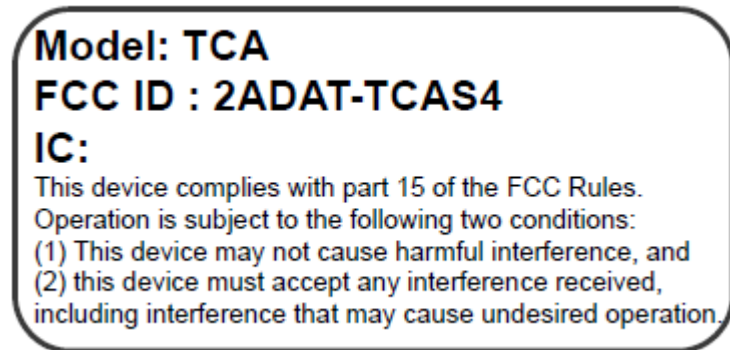 Model: TCA
FCC ID : 2ADAT-TCAS4
IC:
This device complies with part 15 of the FCC Rules.
Operation is subject to the following two conditions:
(1) This device may not cause harmful interference, and
(2) this device must accept any interference received,
including interference that may cause undesired operation.